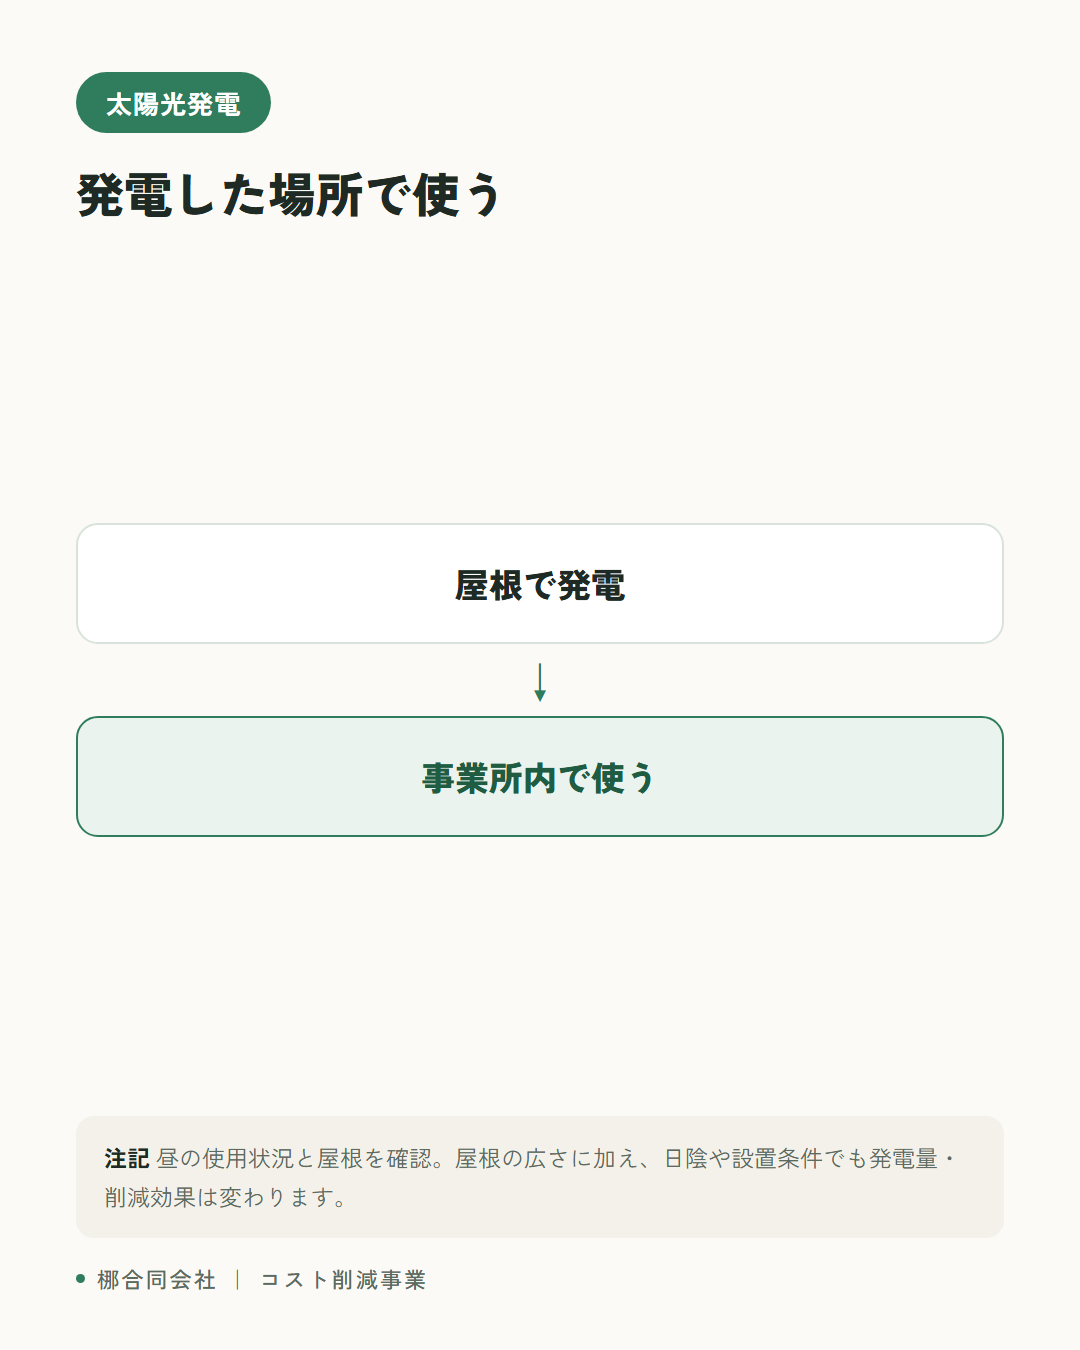 太陽光発電
発電した場所で使う
屋根で発電
事業所内で使う
注記 昼の使用状況と屋根を確認。屋根の広さに加え、日陰や設置条件でも発電量・
削減効果は変わります。
梛合同会社 ｜ コスト削減事業